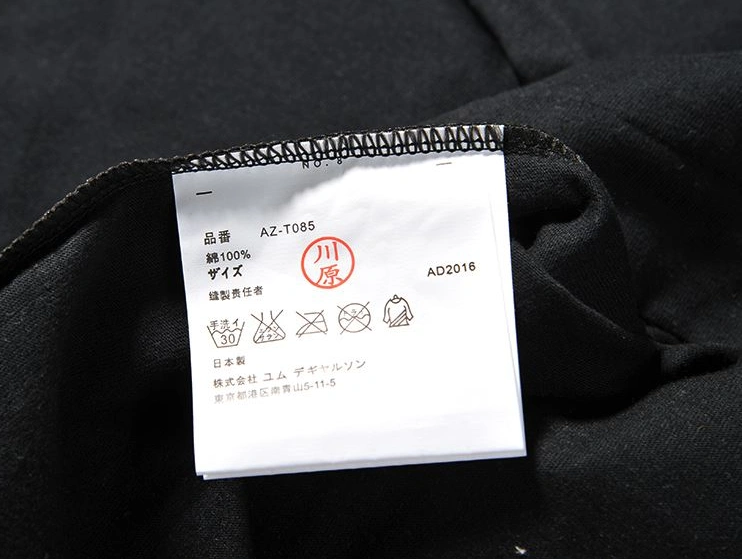 NO. 8
品番 AZ-T085
綿100%
ザイズ
川原
AD2016
縫製責任者
手洗イ
30
日本製
株式会社 ユム デギャルソン
東京都港区南青山5-11-5